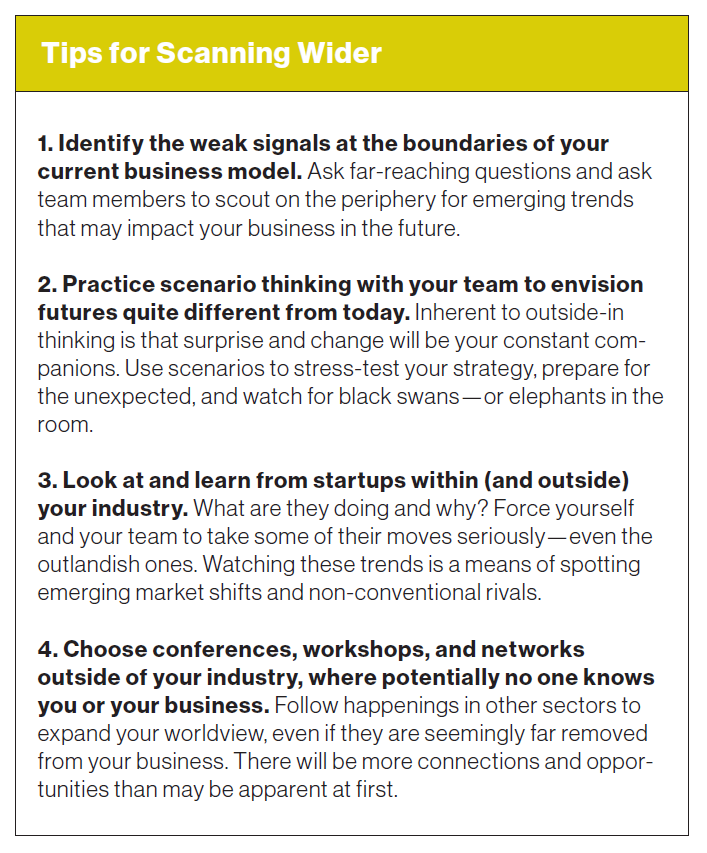 Tips for Scanning Wider
1. Identify the weak signals at the boundaries of your
current business model. Ask far-reaching questions and ask
team members to scout on the periphery for emerging trends
that may impact your business in the future.
2. Practice scenario thinking with your team to envision
futures quite different from today. Inherent to outside-in
thinking is that surprise and change will be your constant com-
panions. Use scenarios to stress-test your strategy, prepare for
the unexpected, and watch for black swans—or elephants in the
room.
3. Look at and learn from startups within (and outside)
your industry. What are they doing and why? Force yourself
and your team to take some of their moves seriously—even the
outlandish ones. Watching these trends is a means of spotting
emerging market shifts and non-conventional rivals.
4. Choose conferences, workshops, and networks
outside of your industry, where potentially no one knows
you or your business. Follow happenings in other sectors to
expand your worldview, even if they are seemingly far removed
from your business. There will be more connections and oppor-
tunities than may be apparent at first.